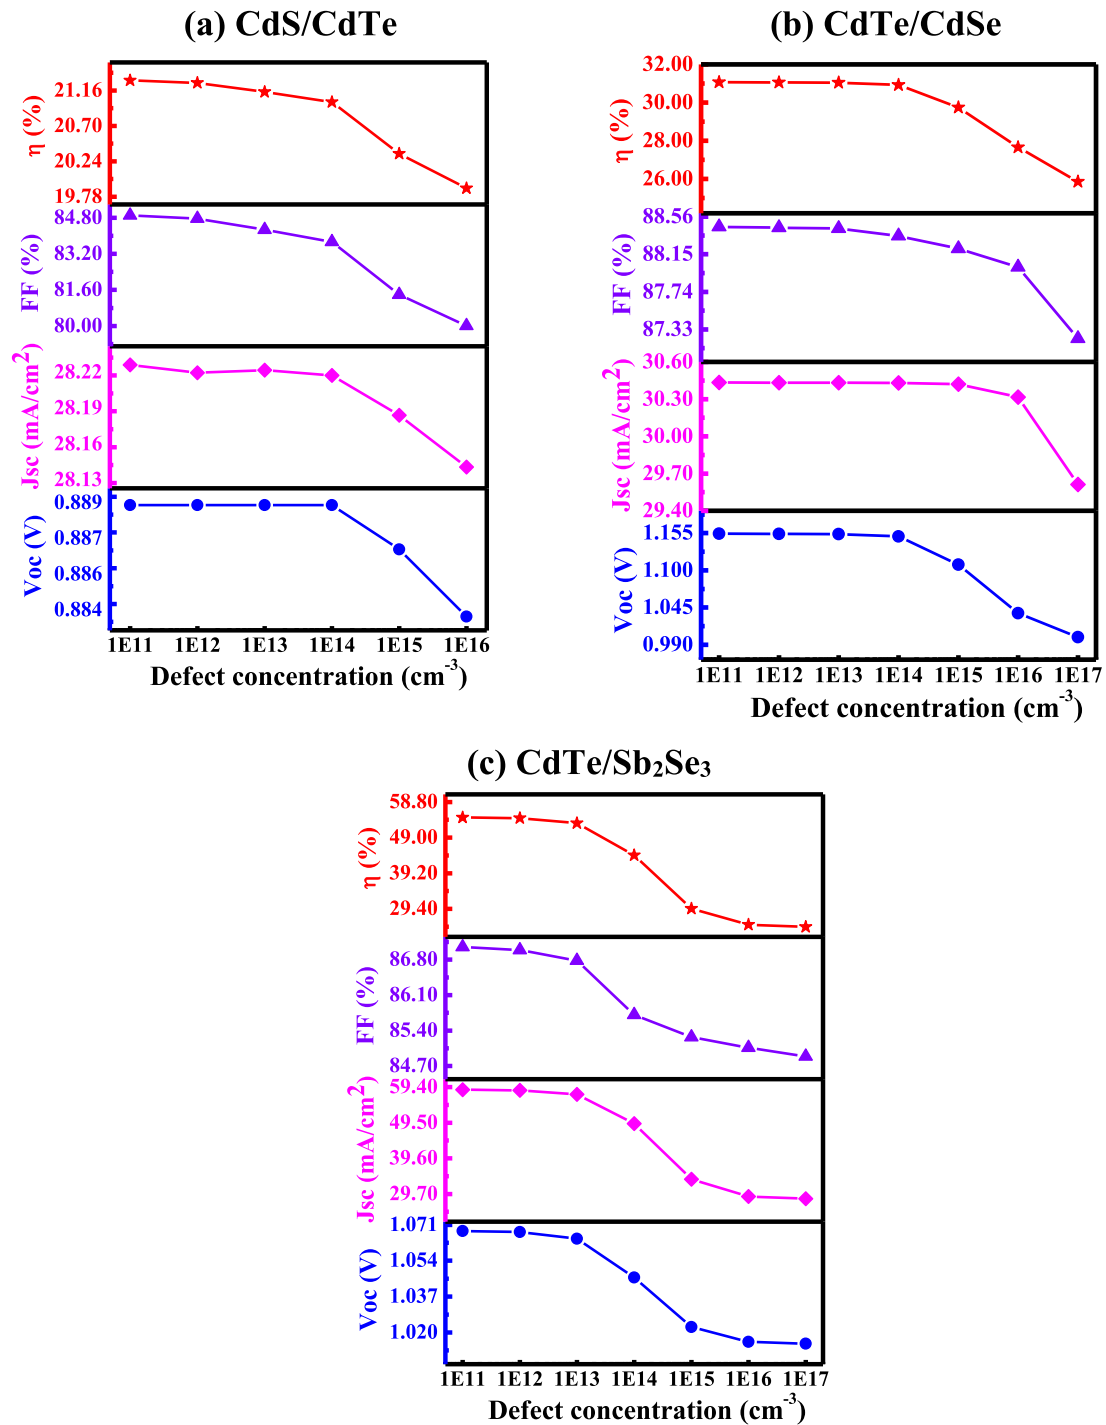 (a) CdS/CdTe
η (%)
21.16
20.70
20.24
19.78
FF (%)
84.80
83.20
81.60
80.00
Jsc (mA/cm²)
28.22
28.19
28.16
28.13
Voc (V)
0.889
0.887
0.886
0.884
1E11 1E12 1E13 1E14 1E15 1E16
Defect concentration (cm⁻³)
(b) CdTe/CdSe
η (%)
32.00
30.00
28.00
26.00
FF (%)
88.56
88.15
87.74
87.33
Jsc (mA/cm²)
30.60
30.30
30.00
29.70
29.40
Voc (V)
1.155
1.100
1.045
0.990
1E11 1E12 1E13 1E14 1E15 1E16 1E17
Defect concentration (cm⁻³)
(c) CdTe/Sb₂Se₃
η (%)
58.80
49.00
39.20
29.40
FF (%)
86.80
86.10
85.40
84.70
Jsc (mA/cm²)
59.40
49.50
39.60
29.70
Voc (V)
1.071
1.054
1.037
1.020
1E11 1E12 1E13 1E14 1E15 1E16 1E17
Defect concentration (cm⁻³)